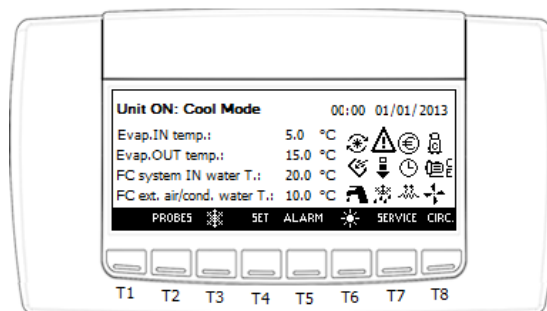 Unit ON: Cool Mode 00:00 01/01/2013
Evap.IN temp.: 5.0 °C
Evap.OUT temp.: 15.0 °C
FC system IN water T.: 20.0 °C
FC ext. air/cond. water T.: 10.0 °C
PROBES SET ALARM SERVICE CIRC.
T1 T2 T3 T4 T5 T6 T7 T8